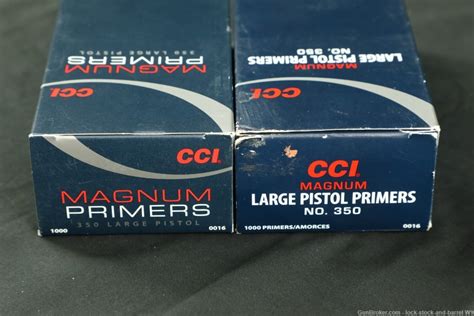 350 LARGE PISTOL
PRIMERS
MAGNUM
CCI
CCI
MAGNUM
PRIMERS
350 LARGE PISTOL
1000
0016
LARGE PISTOL PRIMERS
NO. 350
MAGNUM
CCI
CCI
MAGNUM
LARGE PISTOL PRIMERS
NO. 350
1000 PRIMERS/AMORCES
0016
GunBroker.com - lock-stock-and-barrel WR